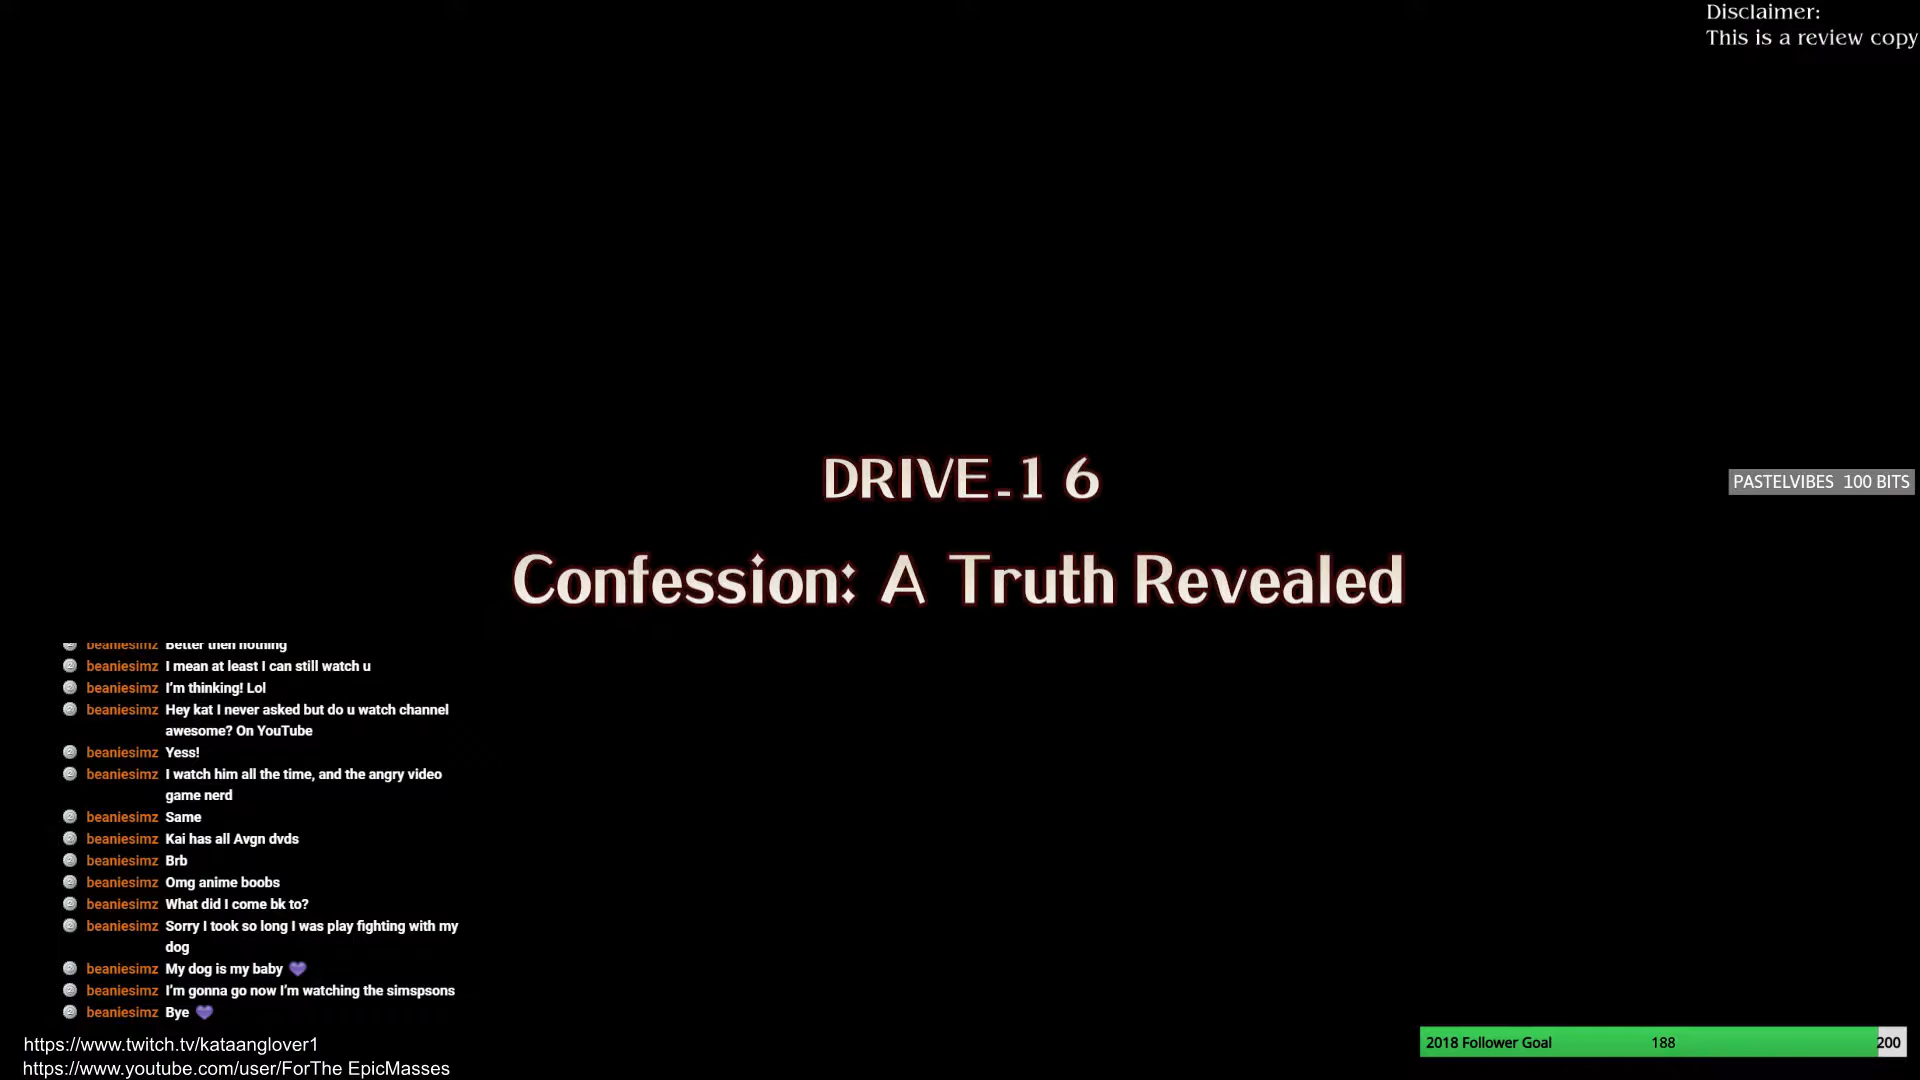 Disclaimer:
This is a review copy
DRIVE-16
Confession: A Truth Revealed
PASTELVIBES 100 BITS
beaniesimz Better then nothing
beaniesimz I mean at least I can still watch u
beaniesimz I'm thinking! Lol
beaniesimz Hey kat I never asked but do u watch channel
awesome? On YouTube
beaniesimz Yess!
beaniesimz I watch him all the time, and the angry video
game nerd
beaniesimz Same
beaniesimz Kai has all Avgn dvds
beaniesimz Brb
beaniesimz Omg anime boobs
beaniesimz What did I come bk to?
beaniesimz Sorry I took so long I was play fighting with my
dog
beaniesimz My dog is my baby 💜
beaniesimz I'm gonna go now I'm watching the simspsons
beaniesimz Bye 💜
https://www.twitch.tv/kataanglover1
https://www.youtube.com/user/ForThe EpicMasses
2018 Follower Goal 188 200